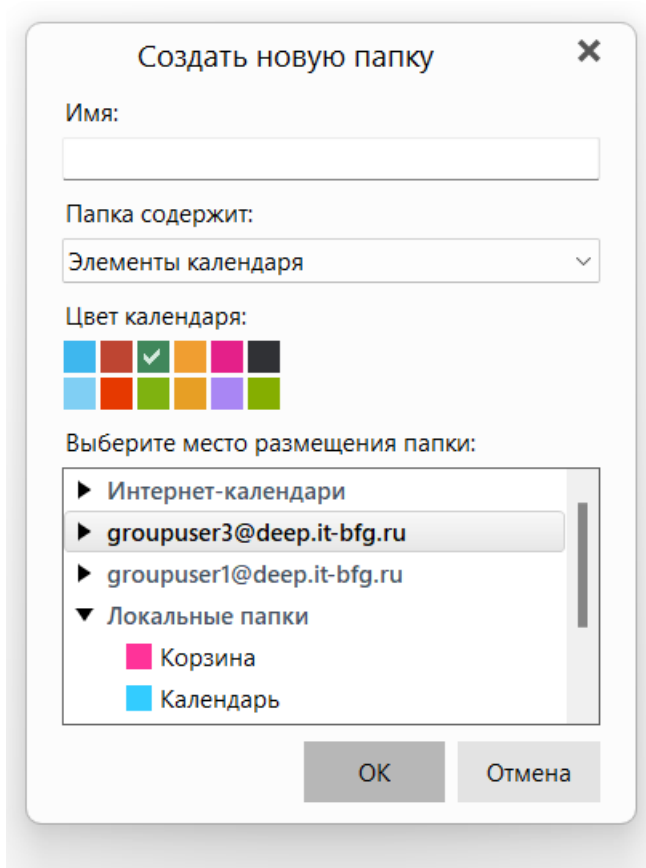 Создать новую папку
Имя:
Папка содержит:
Элементы календаря
Цвет календаря:
Выберите место размещения папки:
Интернет-календари
groupuser3@deep.it-bfg.ru
groupuser1@deep.it-bfg.ru
Локальные папки
Корзина
Календарь
ОК
Отмена